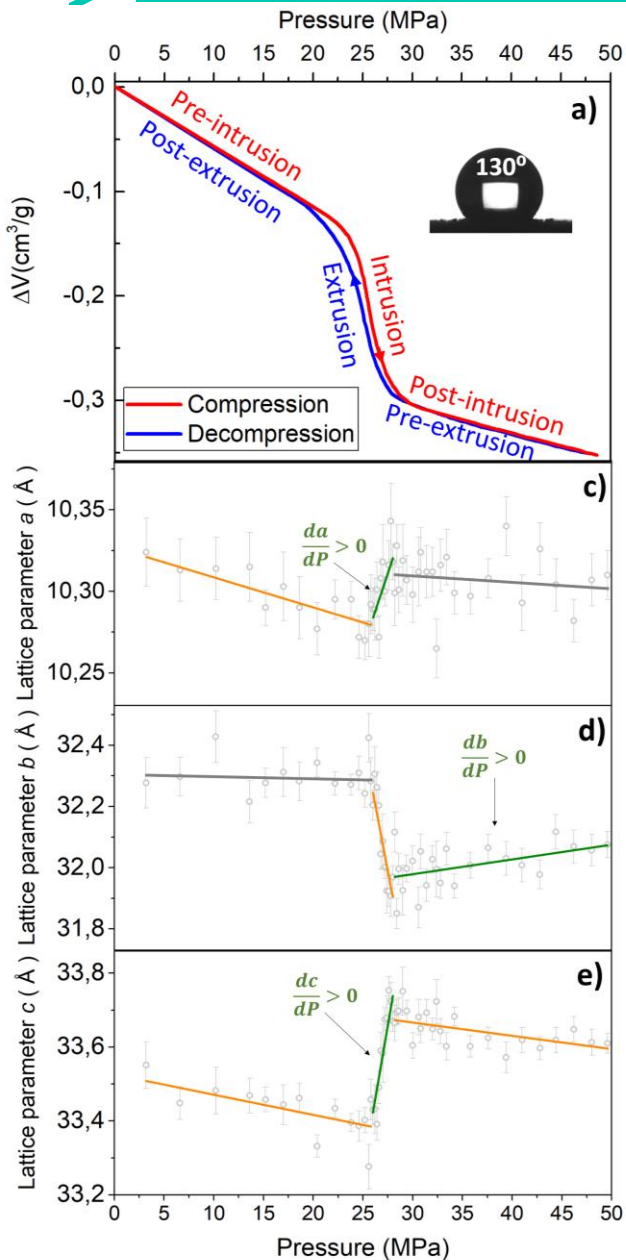 Pressure (MPa)
0 5 10 15 20 25 30 35 40 45 50
a)
0,0
-0,1
-0,2
-0,3
ΔV(cm³/g)
Pre-intrusion
Post-extrusion
130⁰
Intrusion
Extrusion
Post-intrusion
Pre-extrusion
Compression
Decompression
c)
10,35
10,30
10,25
Lattice parameter a ( Å )
da/dP > 0
d)
32,4
32,2
32,0
31,8
Lattice parameter b ( Å )
db/dP > 0
e)
33,8
33,6
33,4
33,2
Lattice parameter c ( Å )
dc/dP > 0
0 5 10 15 20 25 30 35 40 45 50
Pressure (MPa)